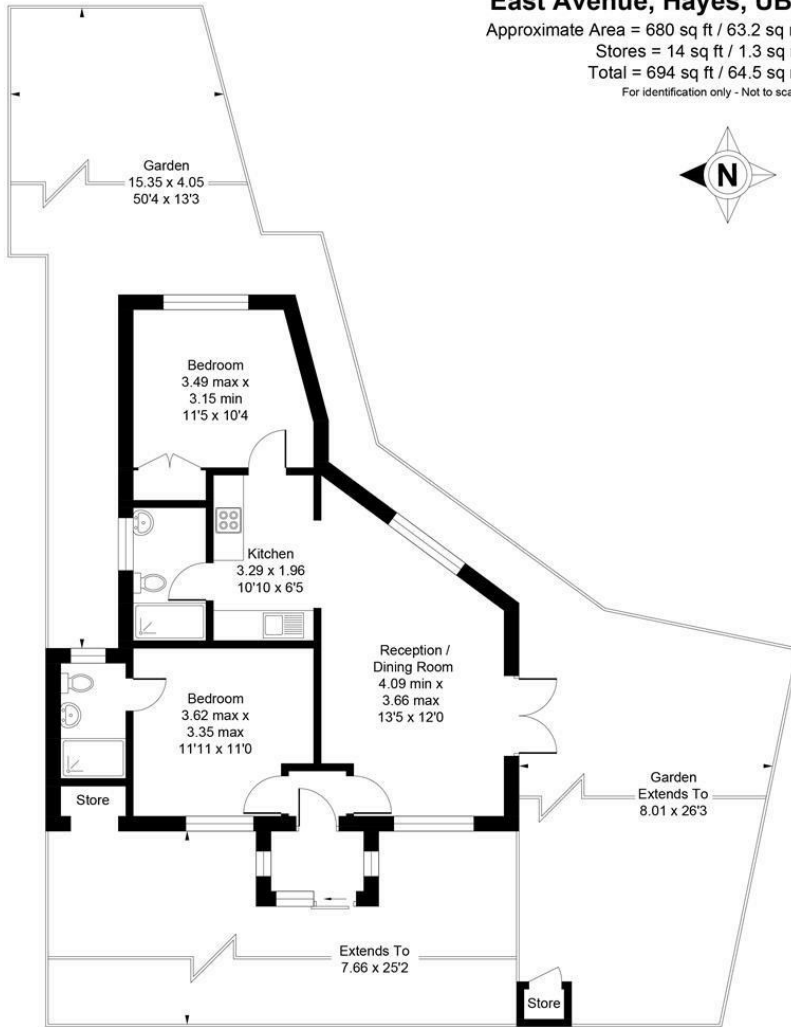 East Avenue, Hayes, UB
Approximate Area = 680 sq ft / 63.2 sq
Stores = 14 sq ft / 1.3 sq
Total = 694 sq ft / 64.5 sq
For identification only - Not to
N
Garden
15.35 x 4.05
50'4 x 13'3
Bedroom
3.49 max x
3.15 min
11'5 x 10'4
Kitchen
3.29 x 1.96
10'10 x 6'5
Reception /
Dining Room
4.09 min x
3.66 max
13'5 x 12'0
Bedroom
3.62 max x
3.35 max
11'11 x 11'0
Store
Garden
Extends To
8.01 x 26'3
Extends To
7.66 x 25'2
Store